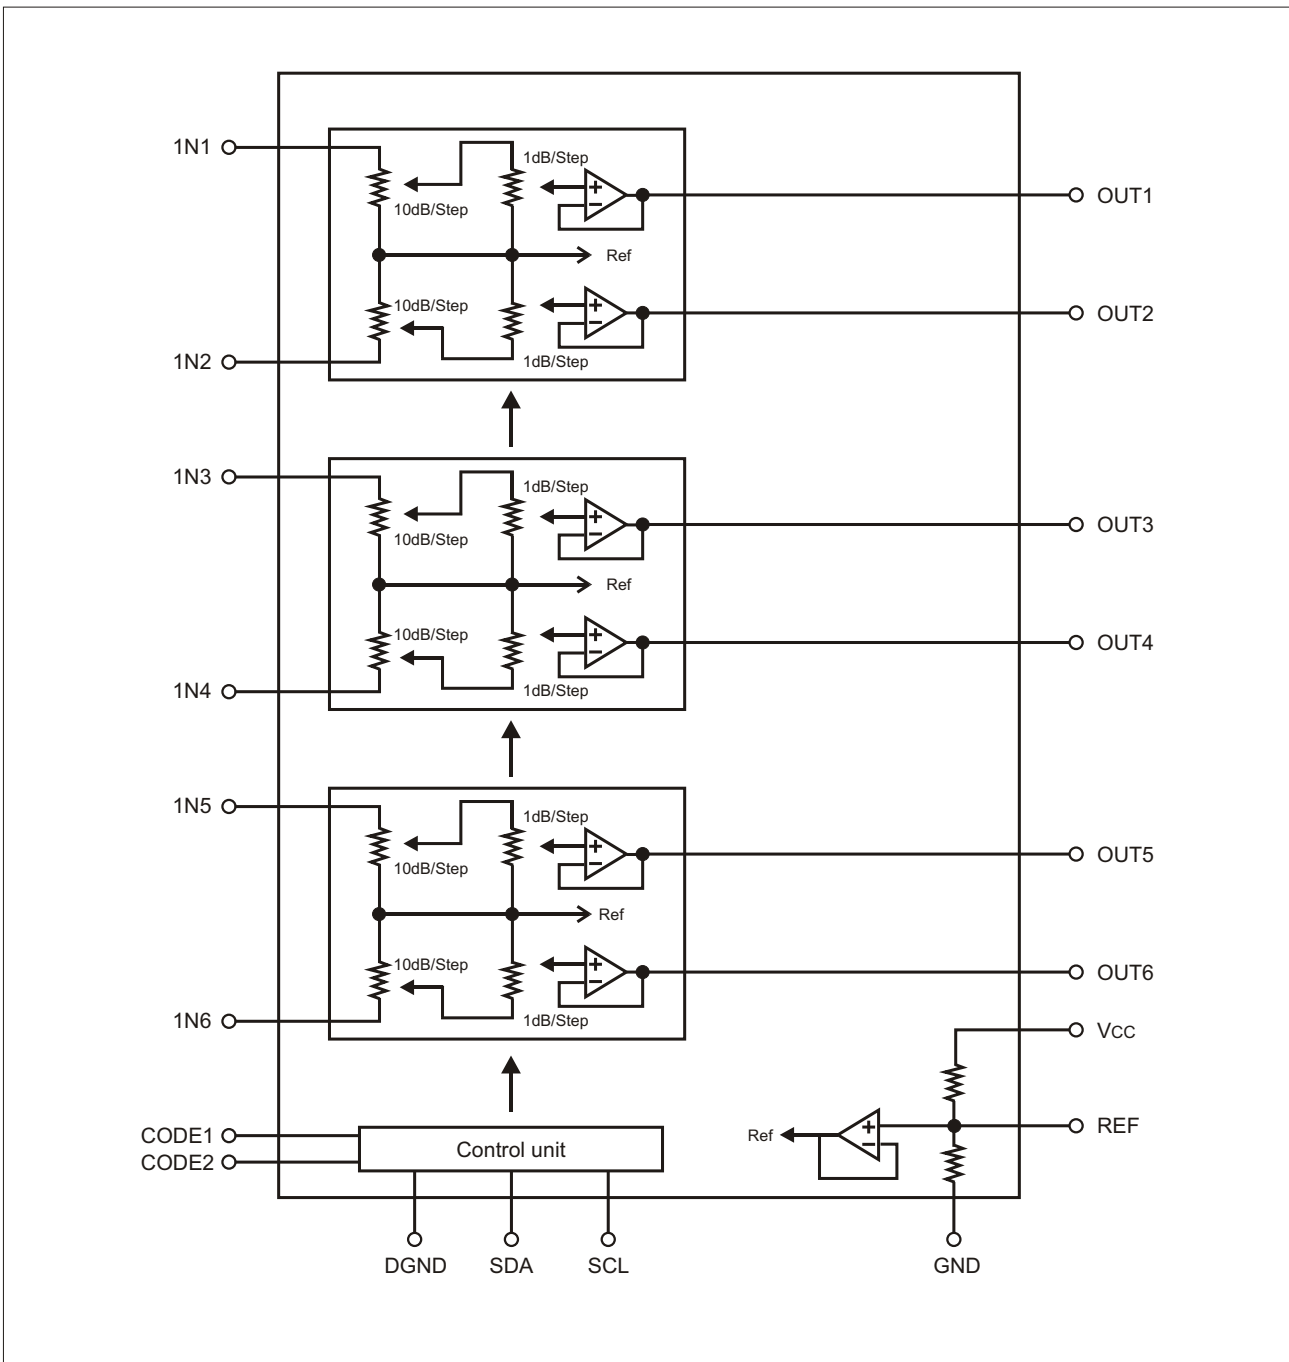 1N1
1dB/Step
10dB/Step
OUT1
Ref
10dB/Step
OUT2
1N2
1dB/Step
1N3
1dB/Step
10dB/Step
OUT3
Ref
10dB/Step
OUT4
1N4
1dB/Step
1N5
1dB/Step
10dB/Step
OUT5
Ref
10dB/Step
OUT6
1N6
1dB/Step
VCC
CODE1
CODE2
Control unit
Ref
REF
DGND
SDA
SCL
GND